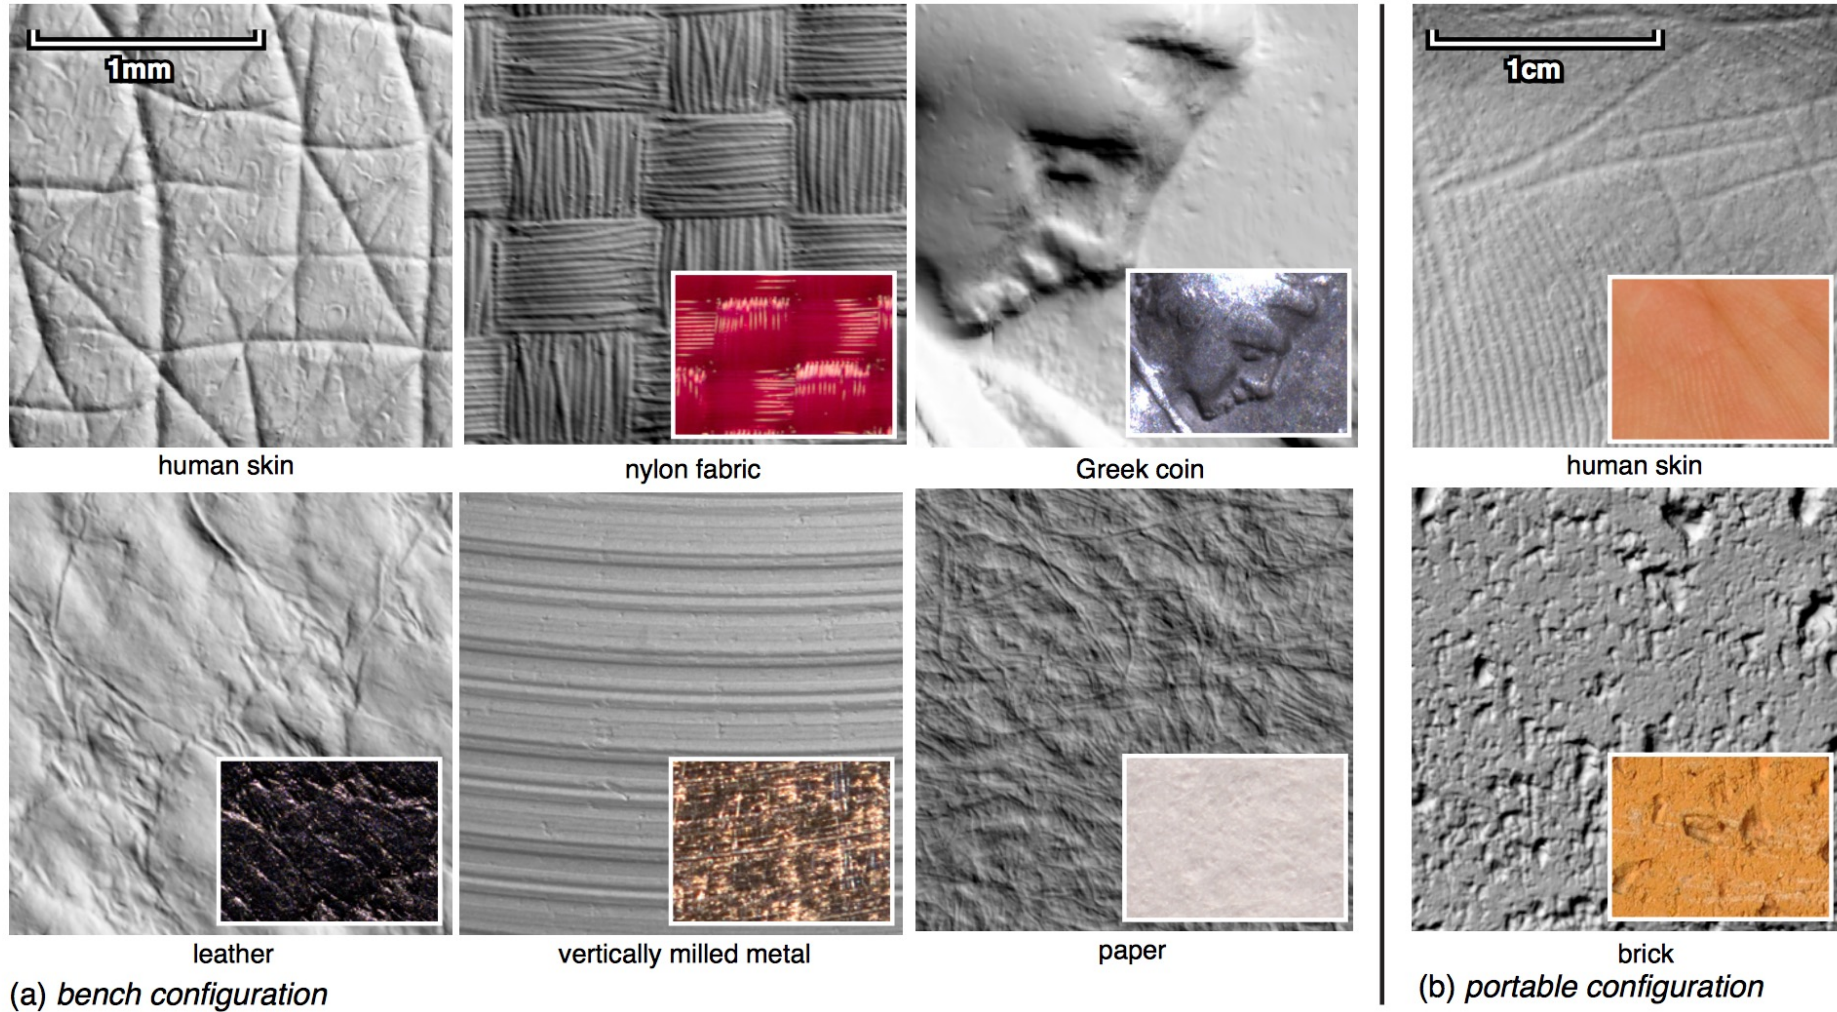 1mm
1cm
human skin
nylon fabric
Greek coin
human skin
leather
vertically milled metal
paper
brick
(a) bench configuration
(b) portable configuration